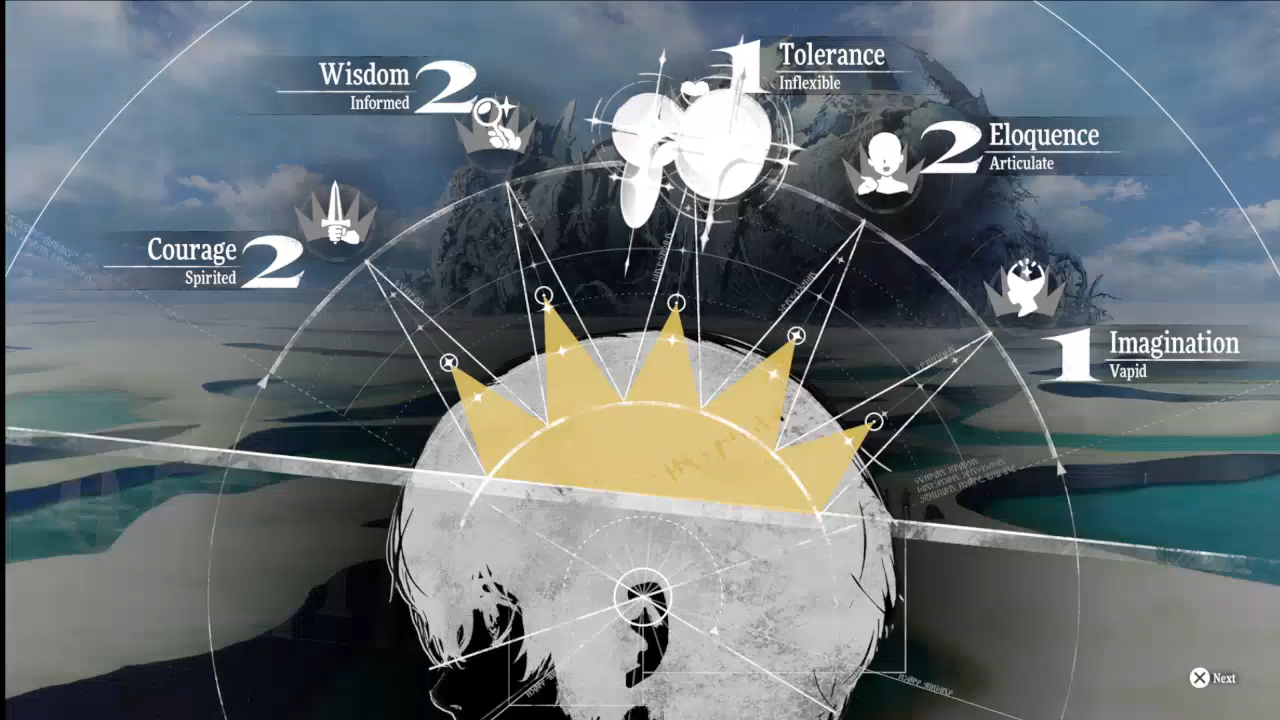 Tolerance
1
Inflexible
Wisdom
2
Informed
Eloquence
2
Articulate
Courage
2
Spirited
Imagination
1
Vapid
Next